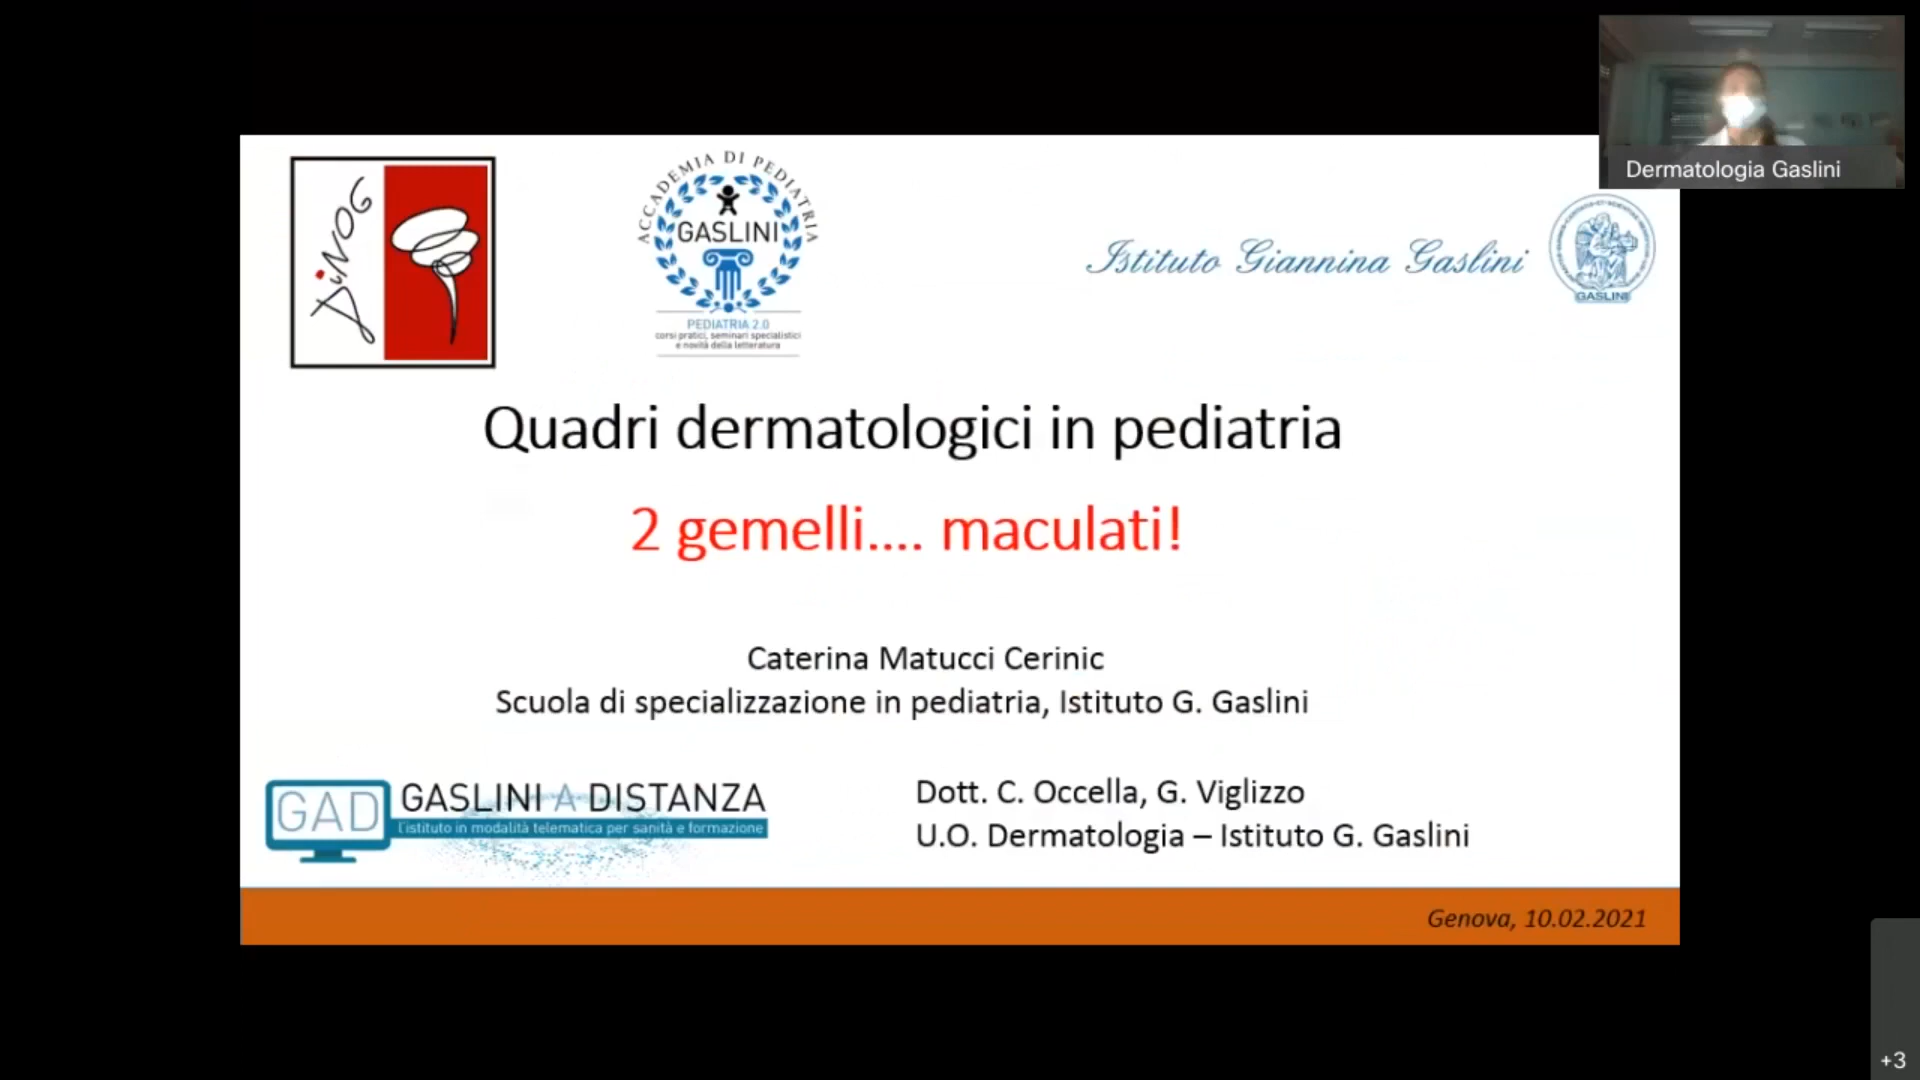 Dermatologia Gaslini
DiNOG
ACCADEMIA DI PEDIATRIA
GASLINI
PEDIATRIA 2.0
corsi pratici, seminari specialistici
e novità della letteratura
Istituto Giannina Gaslini
GASLINI
Quadri dermatologici in pediatria
2 gemelli.... maculati!
Caterina Matucci Cerinic
Scuola di specializzazione in pediatria, Istituto G. Gaslini
GAD
GASLINI A DISTANZA
l'istituto in modalità telematica per sanità e formazione
Dott. C. Occella, G. Viglizzo
U.O. Dermatologia – Istituto G. Gaslini
Genova, 10.02.2021
+3